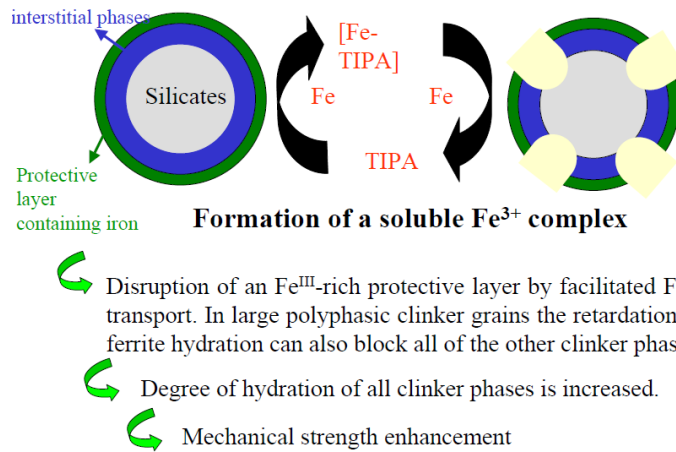 interstitial phases
[Fe-
TIPA]
Silicates
Fe
Fe
TIPA
Protective
layer
containing iron
Formation of a soluble Fe³⁺ complex
Disruption of an Feᴵᴵᴵ-rich protective layer by facilitated F
transport. In large polyphasic clinker grains the retardation
ferrite hydration can also block all of the other clinker phas
Degree of hydration of all clinker phases is increased.
Mechanical strength enhancement